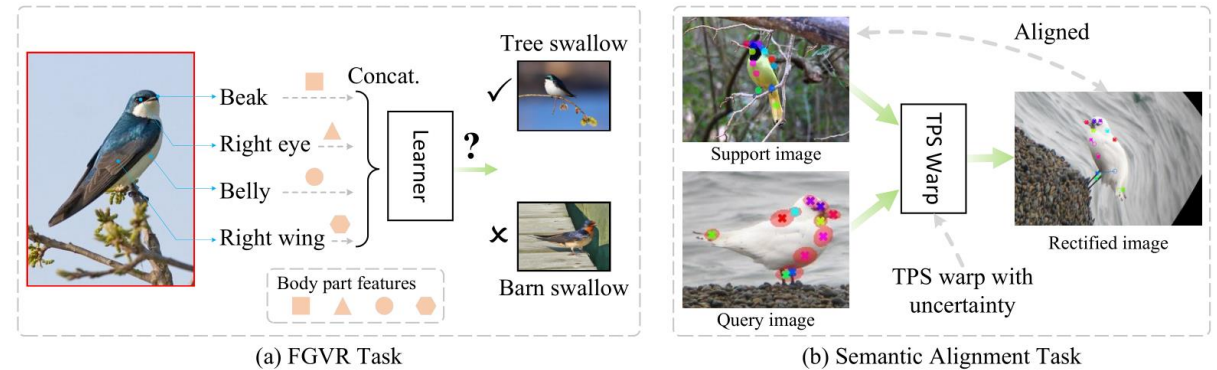 Beak
Right eye
Belly
Right wing
Concat.
Learner
?
Tree swallow
Barn swallow
Body part features
(a) FGVR Task
Support image
Query image
TPS Warp
TPS warp with
uncertainty
Aligned
Rectified image
(b) Semantic Alignment Task